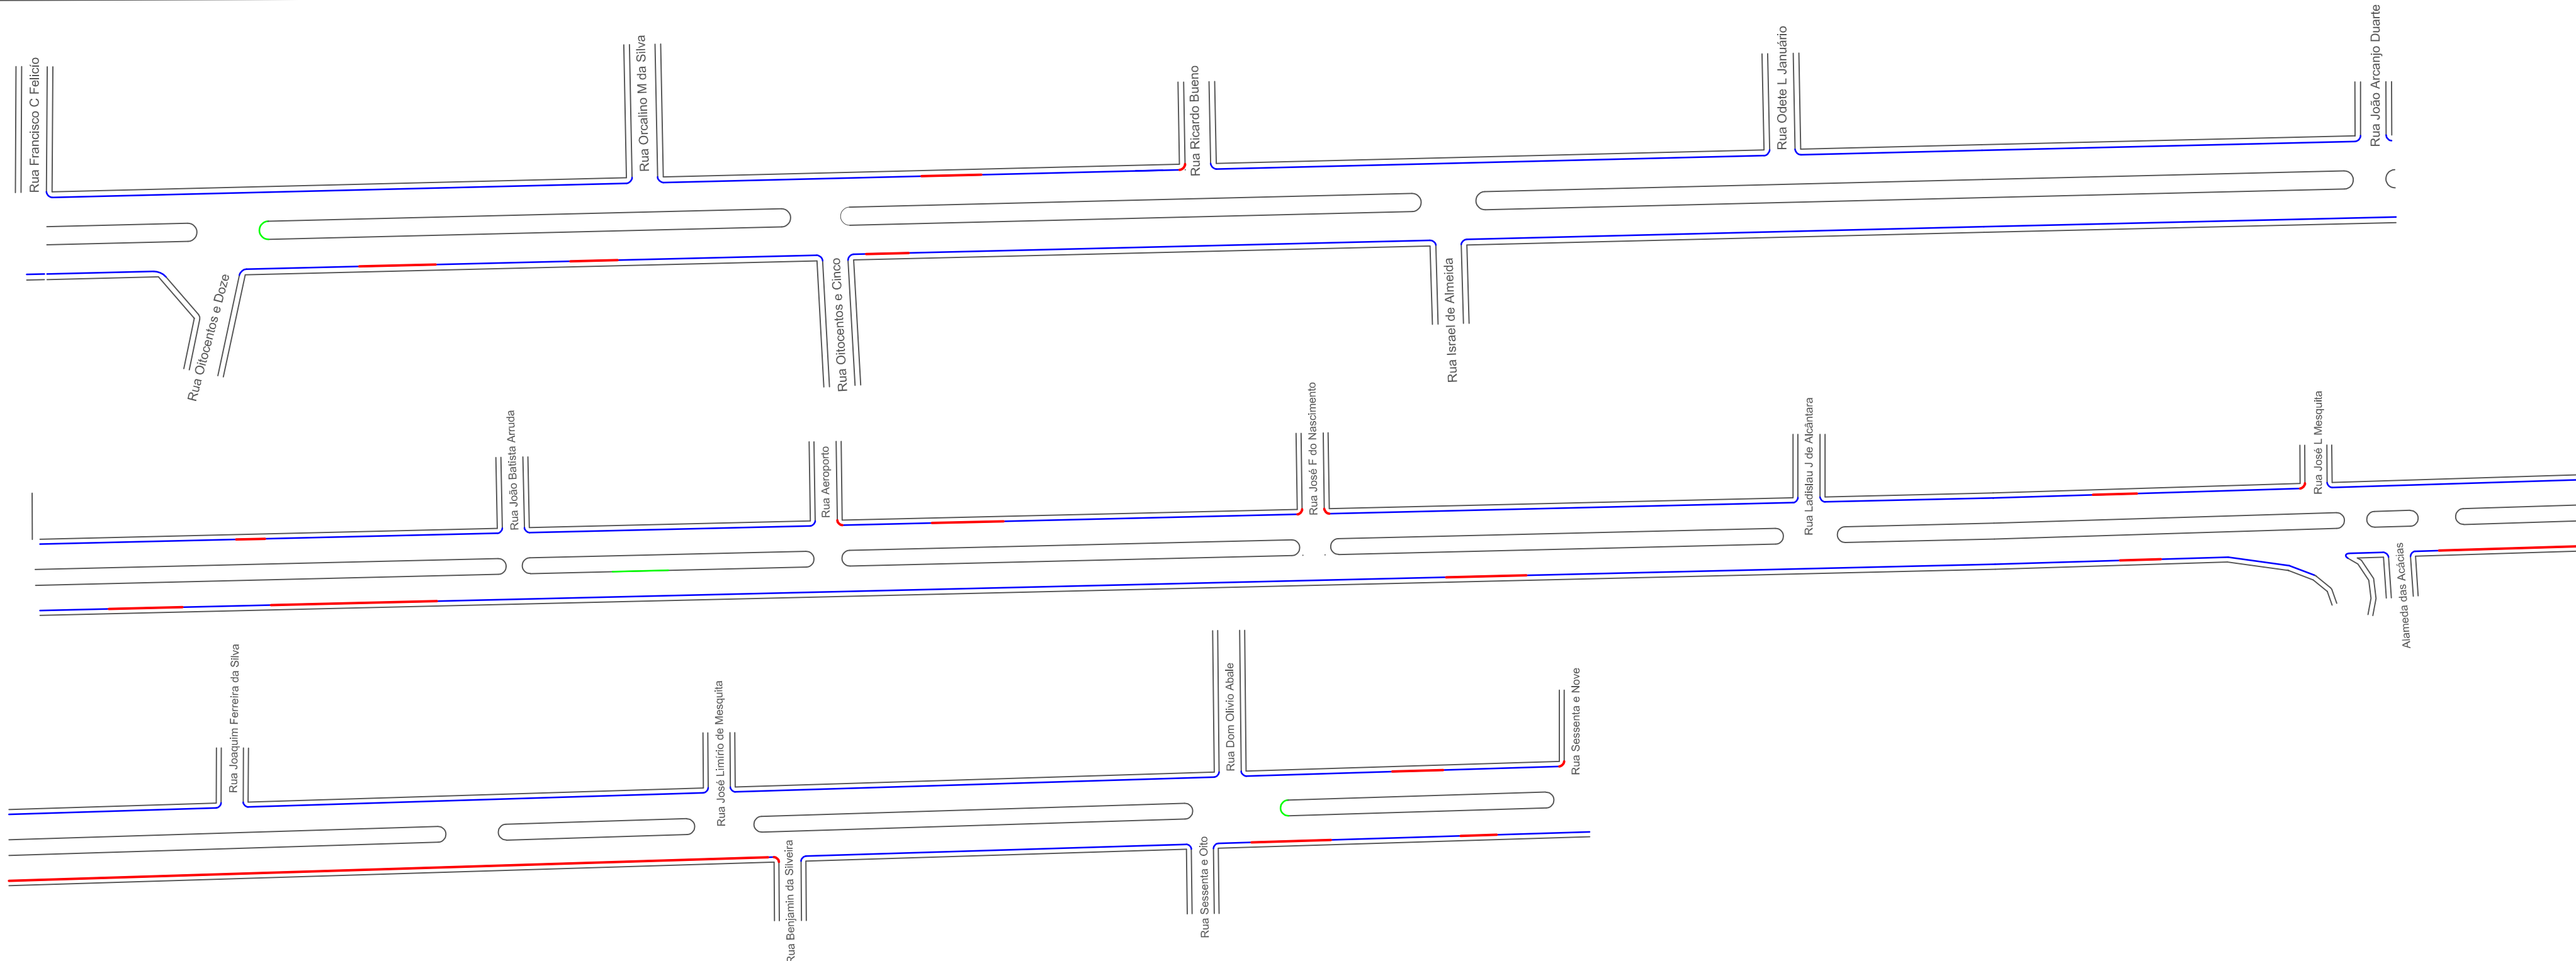 Rua Francisco C Felicio
Rua Orcalino M da Silva
Rua Ricardo Bueno
Rua Odete L Januário
Rua João Arcanjo Duarte
Rua Oitocentos e Doze
Rua Oitocentos e Cinco
Rua Israel de Almeida
Rua João Batista Arruda
Rua Aeroporto
Rua José F do Nascimento
Rua Ladislau J de Alcântara
Rua José L Mesquita
Alameda das Acácias
Rua Joaquim Ferreira da Silva
Rua José Limírio de Mesquita
Rua Dom Olivio Abale
Rua Sessenta e Nove
Rua Benjamin da Silveira
Rua Sessenta e Oito